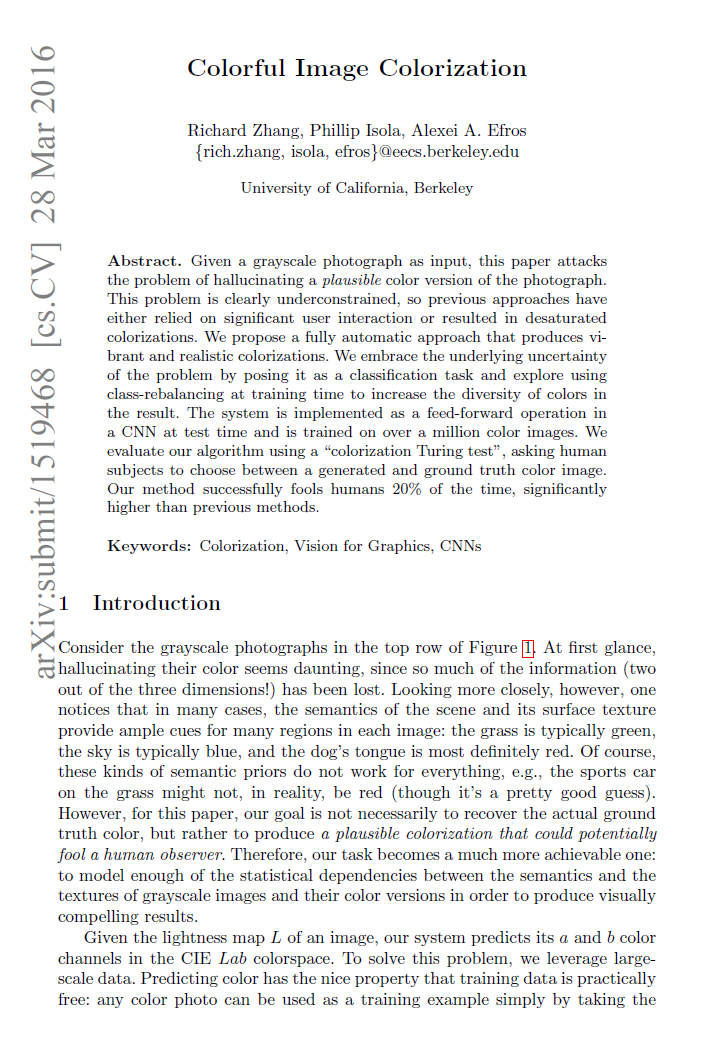 arXiv:submit/1519468 [cs.CV] 28 Mar 2016
Colorful Image Colorization
Richard Zhang, Phillip Isola, Alexei A. Efros
{rich.zhang, isola, efros}@eecs.berkeley.edu
University of California, Berkeley
Abstract. Given a grayscale photograph as input, this paper attacks
the problem of hallucinating a plausible color version of the photograph.
This problem is clearly underconstrained, so previous approaches have
either relied on significant user interaction or resulted in desaturated
colorizations. We propose a fully automatic approach that produces vi-
brant and realistic colorizations. We embrace the underlying uncertainty
of the problem by posing it as a classification task and explore using
class-rebalancing at training time to increase the diversity of colors in
the result. The system is implemented as a feed-forward operation in
a CNN at test time and is trained on over a million color images. We
evaluate our algorithm using a “colorization Turing test”, asking human
subjects to choose between a generated and ground truth color image.
Our method successfully fools humans 20% of the time, significantly
higher than previous methods.
Keywords: Colorization, Vision for Graphics, CNNs
1 Introduction
Consider the grayscale photographs in the top row of Figure 1. At first glance,
hallucinating their color seems daunting, since so much of the information (two
out of the three dimensions!) has been lost. Looking more closely, however, one
notices that in many cases, the semantics of the scene and its surface texture
provide ample cues for many regions in each image: the grass is typically green,
the sky is typically blue, and the dog’s tongue is most definitely red. Of course,
these kinds of semantic priors do not work for everything, e.g., the sports car
on the grass might not, in reality, be red (though it’s a pretty good guess).
However, for this paper, our goal is not necessarily to recover the actual ground
truth color, but rather to produce a plausible colorization that could potentially
fool a human observer. Therefore, our task becomes a much more achievable one:
to model enough of the statistical dependencies between the semantics and the
textures of grayscale images and their color versions in order to produce visually
compelling results.
Given the lightness map L of an image, our system predicts its a and b color
channels in the CIE Lab colorspace. To solve this problem, we leverage large-
scale data. Predicting color has the nice property that training data is practically
free: any color photo can be used as a training example simply by taking the